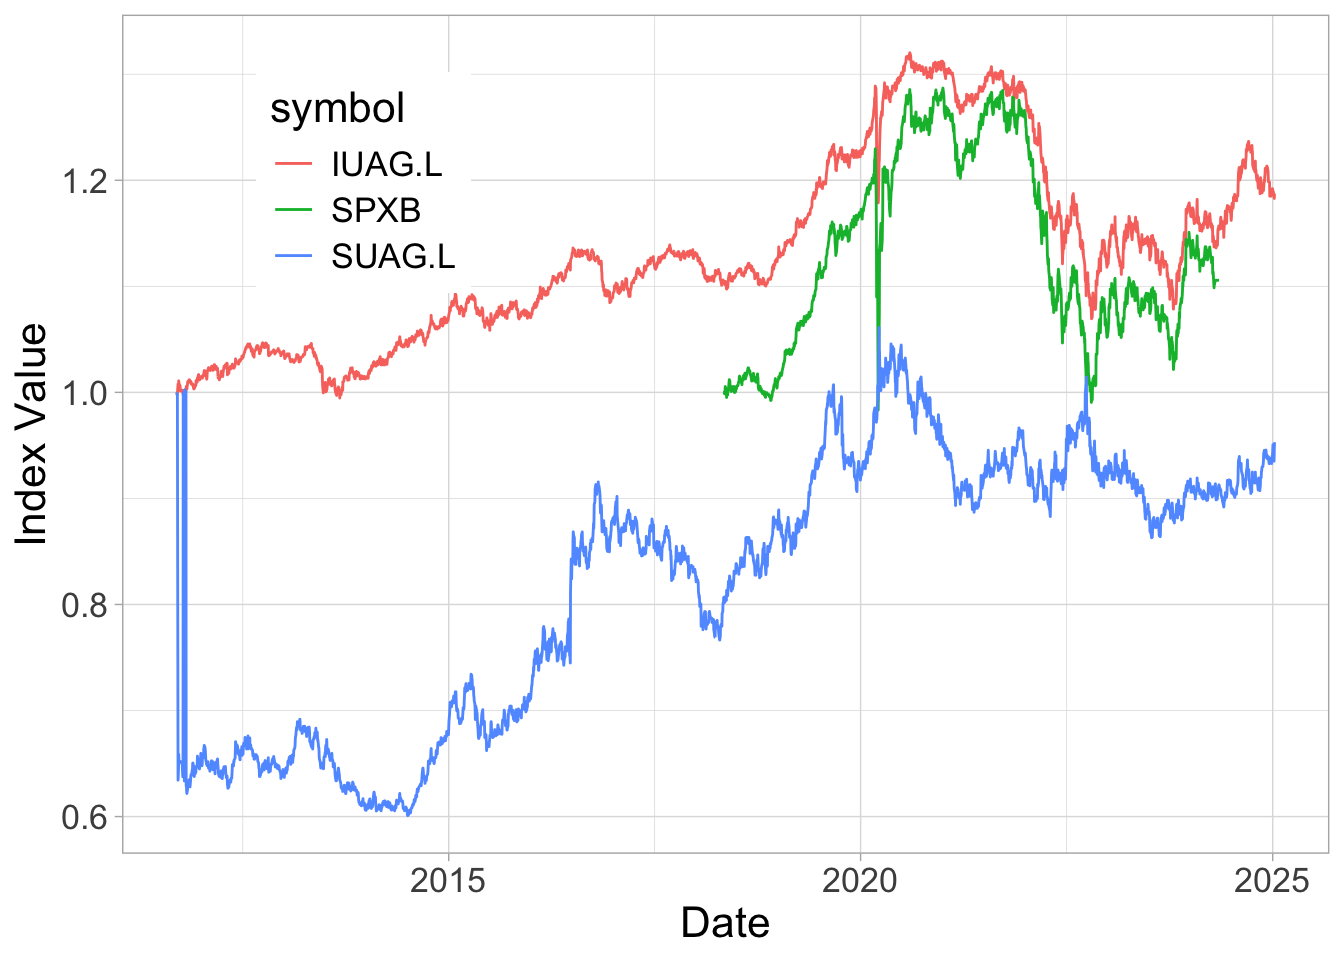 symbol
IUAG.L
SPXB
SUAG.L
1.2
1.0
0.8
0.6
Index Value
2015
2020
2025
Date